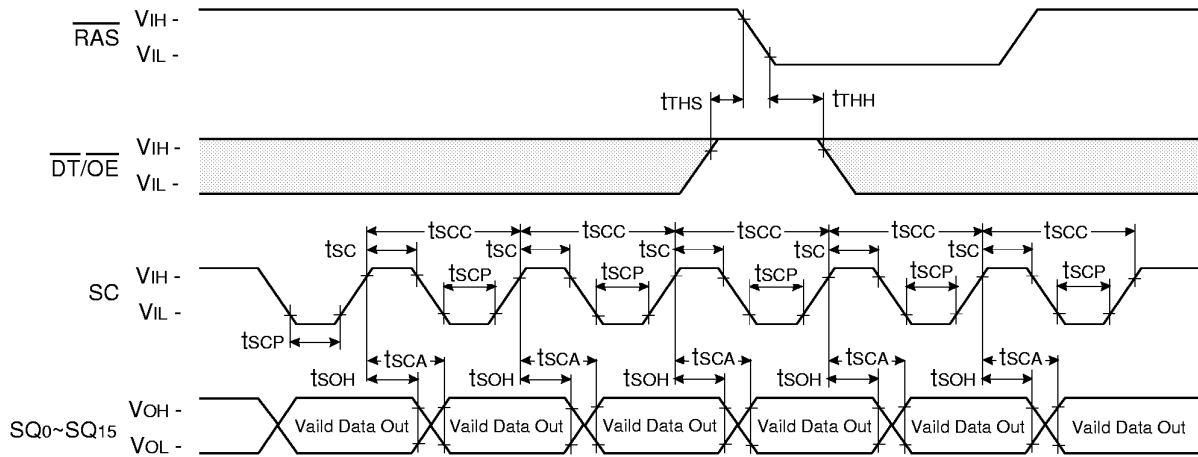 VIH -
RAS
VIL -
tTHS tTHH
VIH -
DT/OE
VIL -
tSCC tSCC tSCC tSCC tSCC
tSC tSC tSC tSC tSC
VIH -
SC
VIL -
tSCP tSCP tSCP tSCP tSCP
tSCP
tSCA tSCA tSCA tSCA tSCA
tSOH tSOH tSOH tSOH tSOH
VOH -
SQ0~SQ15
VOL -
Vaild Data Out Vaild Data Out Vaild Data Out Vaild Data Out Vaild Data Out Vaild Data Out